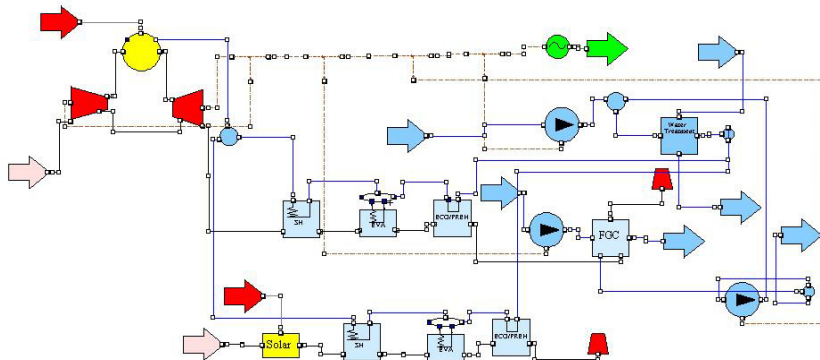 Water
Treatment
SH
EVA
ECO/PREH
FGC
Solar
SH
EVA
ECO/PREH